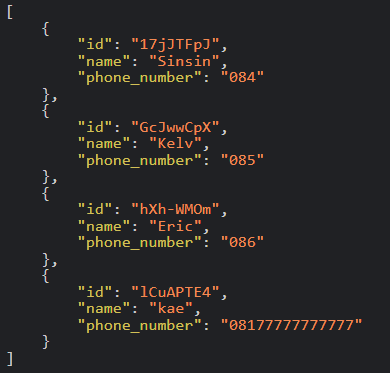 [
    {
        "id": "17jJTFpJ",
        "name": "Sinsin",
        "phone_number": "084"
    },
    {
        "id": "GcJwwCpX",
        "name": "Kelv",
        "phone_number": "085"
    },
    {
        "id": "hXh-WMOm",
        "name": "Eric",
        "phone_number": "086"
    },
    {
        "id": "lCuAPTE4",
        "name": "kae",
        "phone_number": "08177777777777"
    }
]